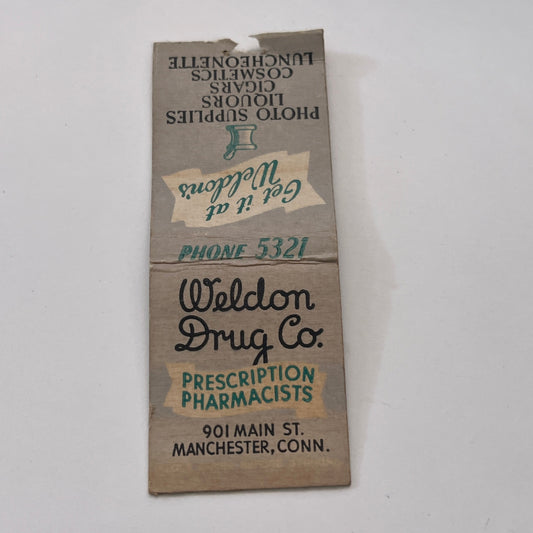 PHOTO SUPPLIES
LIQUORS
CIGARS
COSMETICS
LUNCHEONETTE
Get it at
Weldon's
PHONE 5321
Weldon
Drug Co.
PRESCRIPTION
PHARMACISTS
901 MAIN ST.
MANCHESTER, CONN.